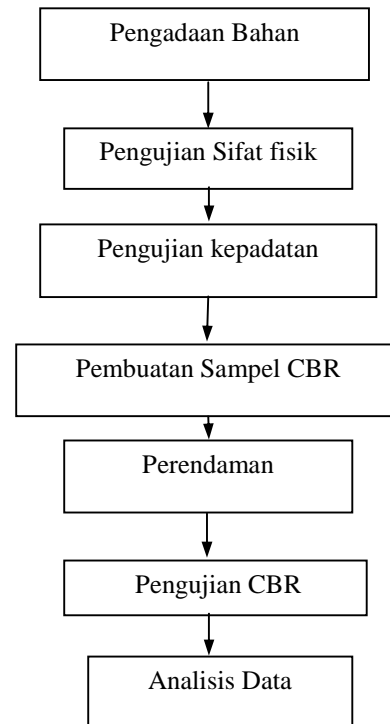 Pengadaan Bahan
Pengujian Sifat fisik
Pengujian kepadatan
Pembuatan Sampel CBR
Perendaman
Pengujian CBR
Analisis Data